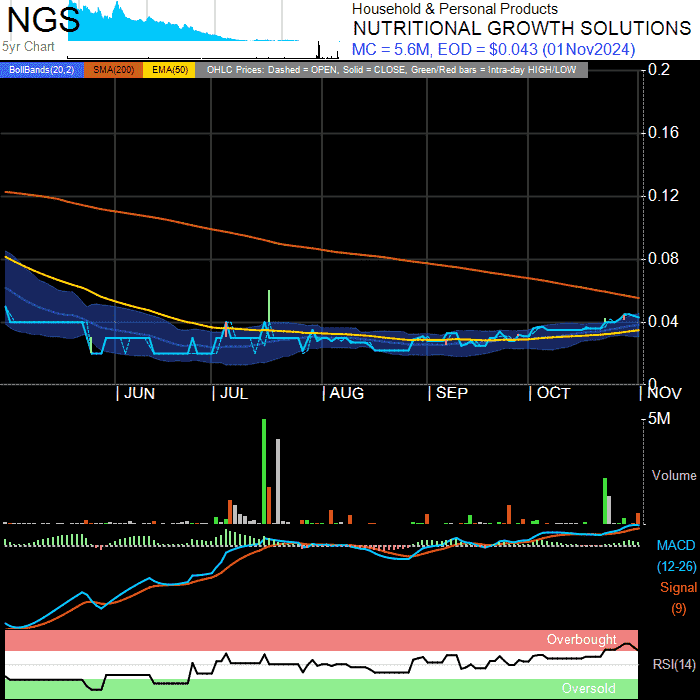 NGS
Household & Personal Products
NUTRITIONAL GROWTH SOLUTIONS
5yr Chart
MC = 5.6M, EOD = $0.043 (01Nov2024)
BollBands(20,2) SMA(200) EMA(50) OHLC Prices: Dashed = OPEN, Solid = CLOSE, Green/Red bars = Intra-day HIGH/LOW
0.2
0.16
0.12
0.08
0.04
0
JUN JUL AUG SEP OCT NOV
5M
Volume
MACD
(12-26)
Signal
(9)
Overbought
RSI(14)
Oversold